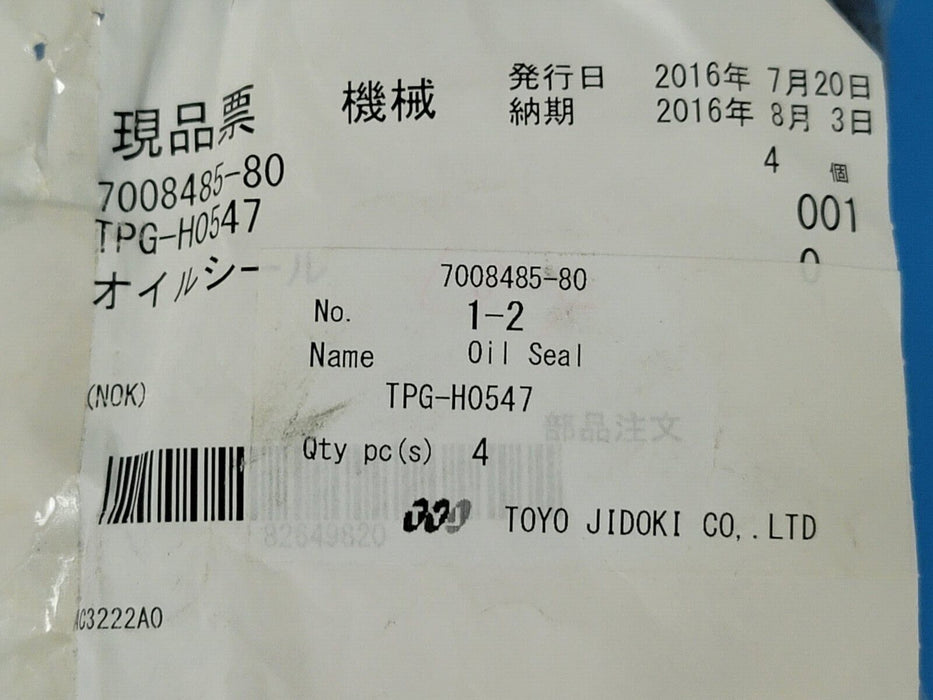 現品票 機械 発行日 2016年 7月20日
納期 2016年 8月 3日
7008485-80 4 個
TPG-H0547 001
オイルシール 0
7008485-80
No. 1-2
Name Oil Seal
(NOK) TPG-H0547
部品注文
Qty pc(s) 4
82649820
TOYO JIDOKI CO,.LTD
AC3222A0